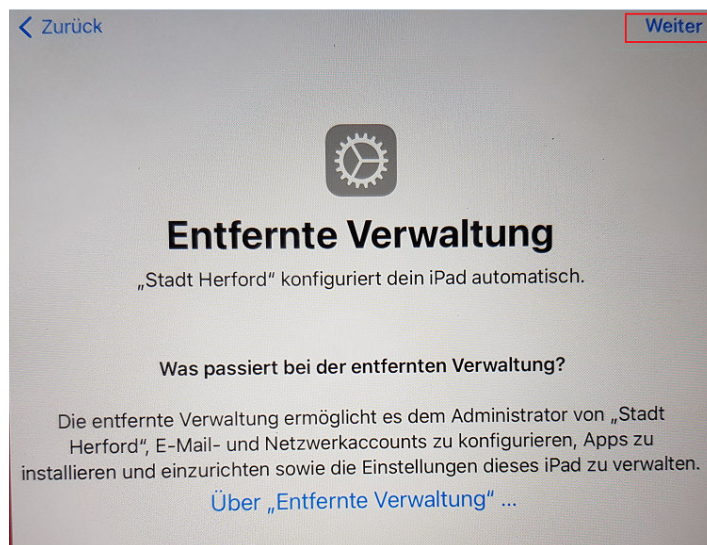 Zurück
Weiter
Entfernte Verwaltung
„Stadt Herford“ konfiguriert dein iPad automatisch.
Was passiert bei der entfernten Verwaltung?
Die entfernte Verwaltung ermöglicht es dem Administrator von „Stadt
Herford“, E-Mail- und Netzwerkaccounts zu konfigurieren, Apps zu
installieren und einzurichten sowie die Einstellungen dieses iPad zu verwalten.
Über „Entfernte Verwaltung“ ...